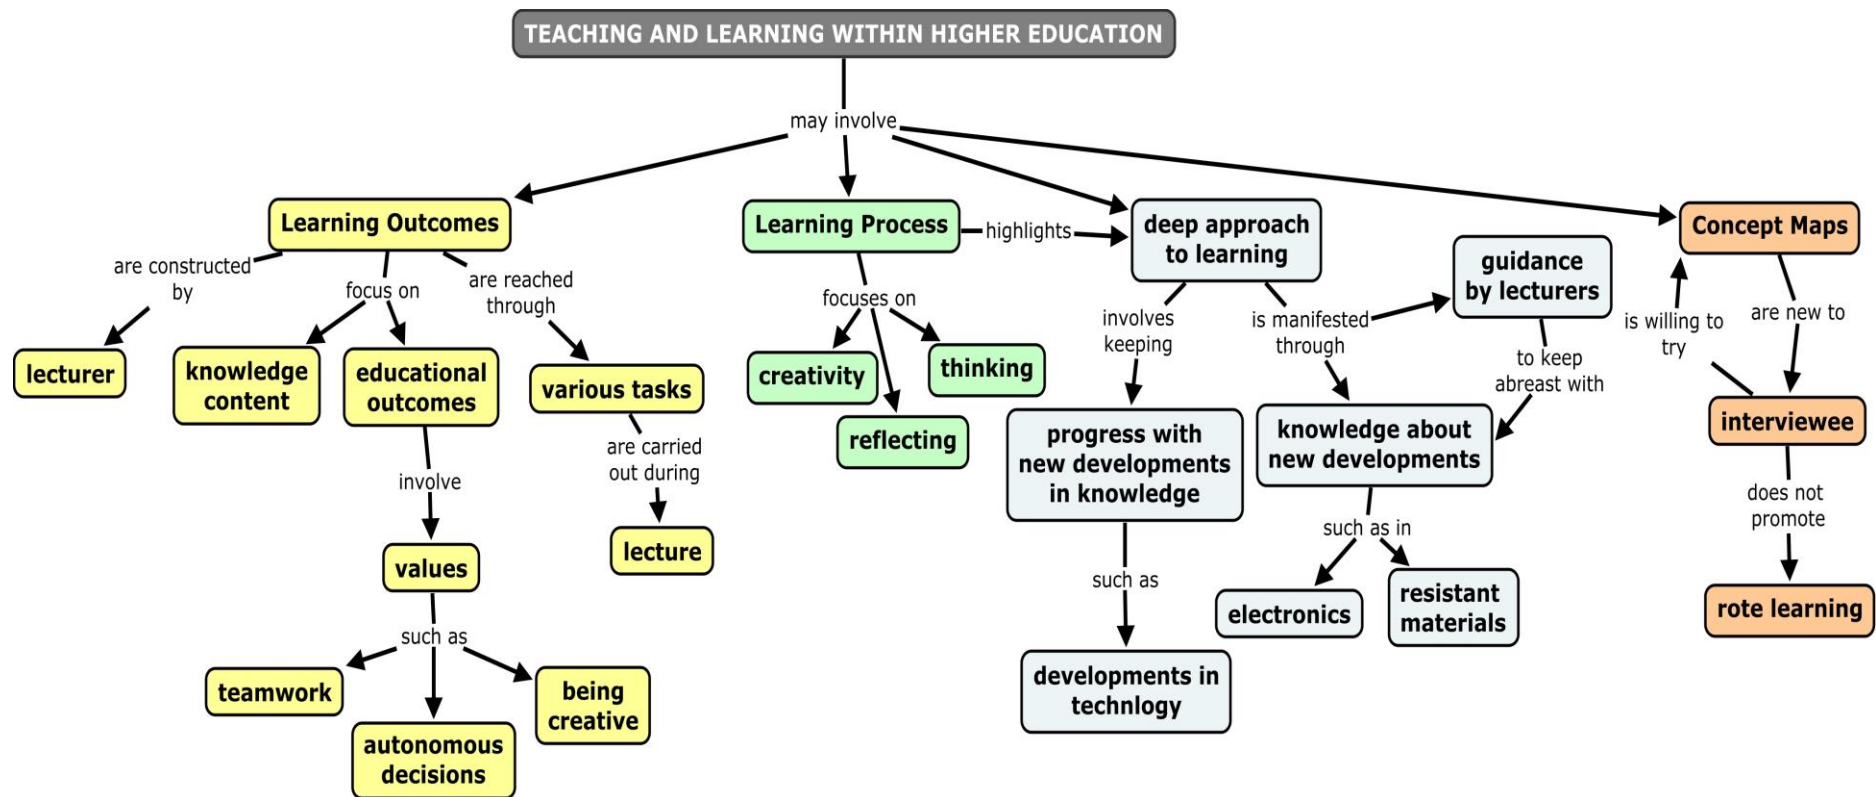 TEACHING AND LEARNING WITHIN HIGHER EDUCATION
may involve
Learning Outcomes
are constructed
by
lecturer
focus on
knowledge
content
educational
outcomes
involve
values
such as
teamwork
autonomous
decisions
being
creative
are reached
through
various tasks
are carried
out during
lecture
Learning Process
highlights
focuses on
creativity
reflecting
thinking
deep approach
to learning
involves
keeping
progress with
new developments
in knowledge
such as
developments in
technlogy
is manifested
through
guidance
by lecturers
to keep
abreast with
knowledge about
new developments
such as in
electronics
resistant
materials
Concept Maps
is willing to
try
are new to
interviewee
does not
promote
rote learning